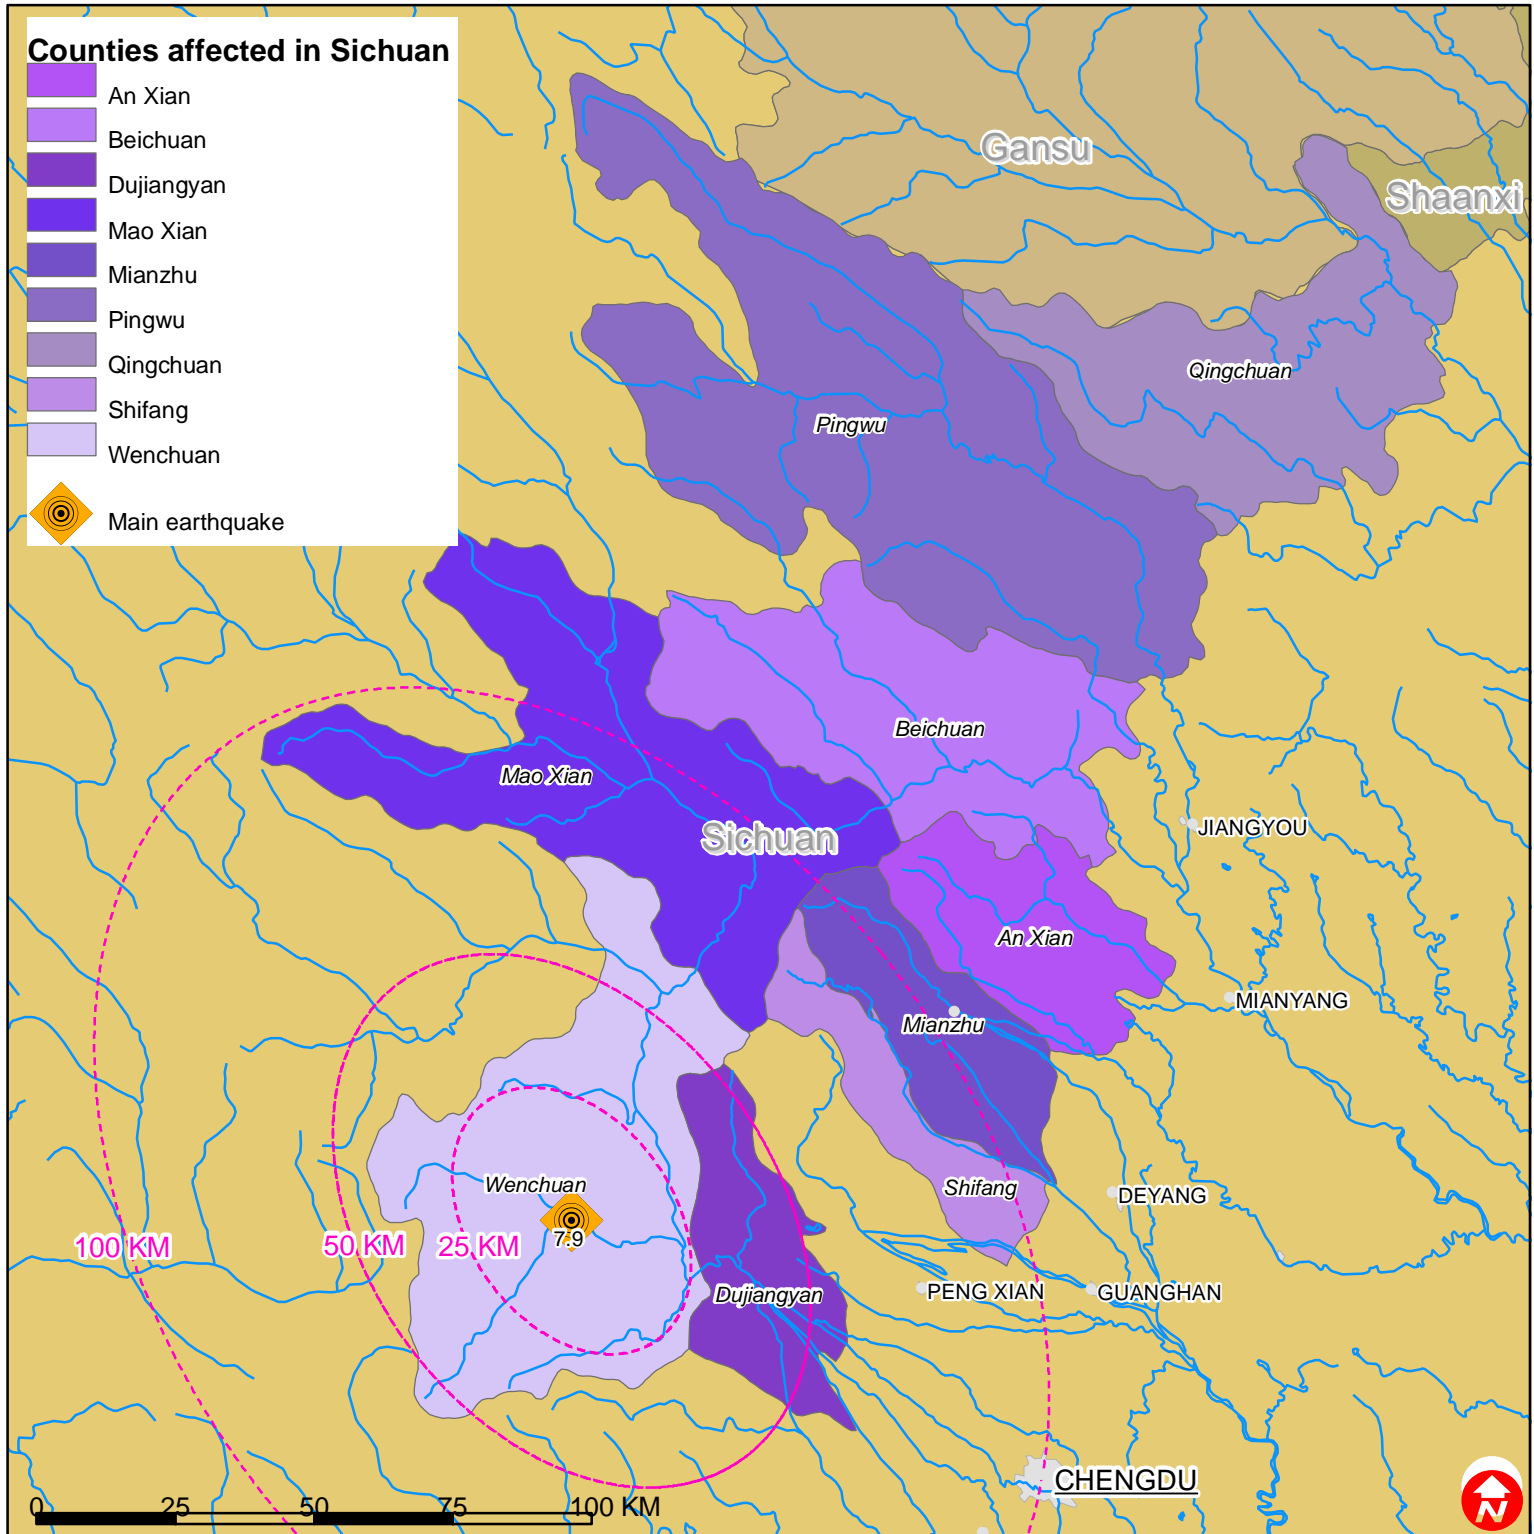 Counties affected in Sichuan
An Xian
Beichuan
Dujiangyan
Mao Xian
Mianzhu
Pingwu
Qingchuan
Shifang
Wenchuan
Main earthquake
Gansu
Shaanxi
Qingchuan
Pingwu
Beichuan
Mao Xian
Sichuan
JIANGYOU
An Xian
MIANYANG
Mianzhu
Wenchuan
Shifang
DEYANG
7.9
100 KM
50 KM
25 KM
Dujiangyan
PENG XIAN
GUANGHAN
CHENGDU
0 25 50 75 100 KM
N